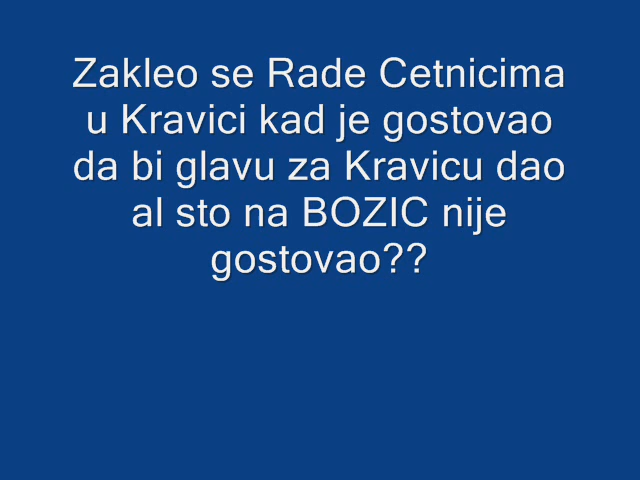 Zakleo se Rade Cetnicima
u Kravici kad je gostovao
da bi glavu za Kravicu dao
al sto na BOZIC nije
gostovao??